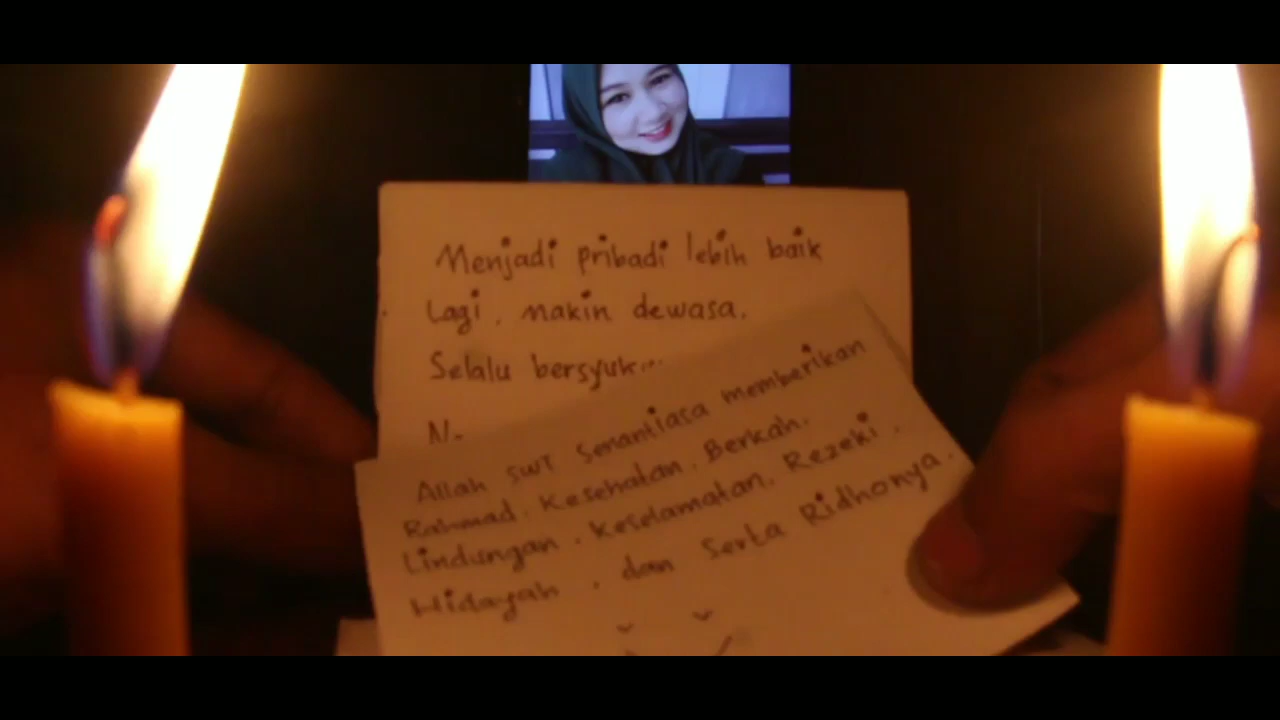 Menjadi pribadi lebih baik
Lagi, makin dewasa.
Selalu bersyuk
Allah SWT Senantiasa memberikan
Rahmad, Kesehatan, Berkah,
Lindungan, Keselamatan, Rezeki,
Hidayah, dan Serta Ridhonya.